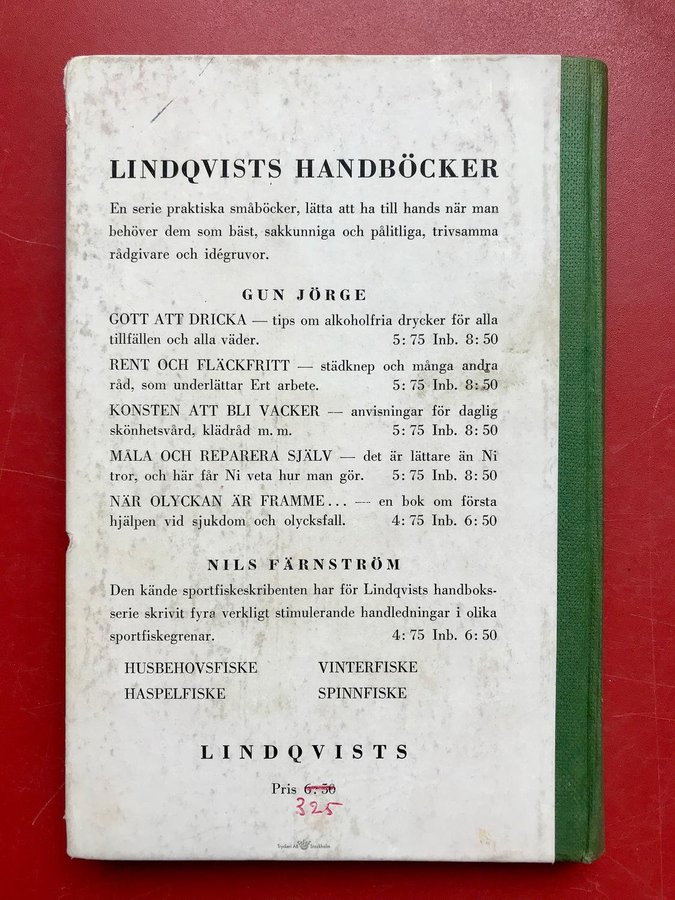 LINDQVISTS HANDBÖCKER
En serie praktiska småböcker, lätta att ha till hands när man
behöver dem som bäst, sakkunniga och pålitliga, trivsamma
rådgivare och idégruvor.
GUN JÖRGE
GOTT ATT DRICKA — tips om alkoholfria drycker för alla
tillfällen och alla väder. 5: 75 Inb. 8: 50
RENT OCH FLÄCKFRITT — städknep och många andra
råd, som underlättar Ert arbete. 5: 75 Inb. 8: 50
KONSTEN ATT BLI VACKER — anvisningar för daglig
skönhetsvård, klädråd m. m. 5: 75 Inb. 8: 50
MÅLA OCH REPARERA SJÄLV — det är lättare än Ni
tror, och här får Ni veta hur man gör. 5: 75 Inb. 8: 50
NÄR OLYCKAN ÄR FRAMME... — en bok om första
hjälpen vid sjukdom och olycksfall. 4: 75 Inb. 6: 50
NILS FÄRNSTRÖM
Den kände sportfiskeskribenten har för Lindqvists handboks-
serie skrivit fyra verkligt stimulerande handledningar i olika
sportfiskegrenar. 4: 75 Inb. 6: 50
HUSBEHOVSFISKE VINTERFISKE
HASPELFISKE SPINNFISKE
LINDQVISTS
Pris 6: 50
325
Tryckeri AB Stockholm